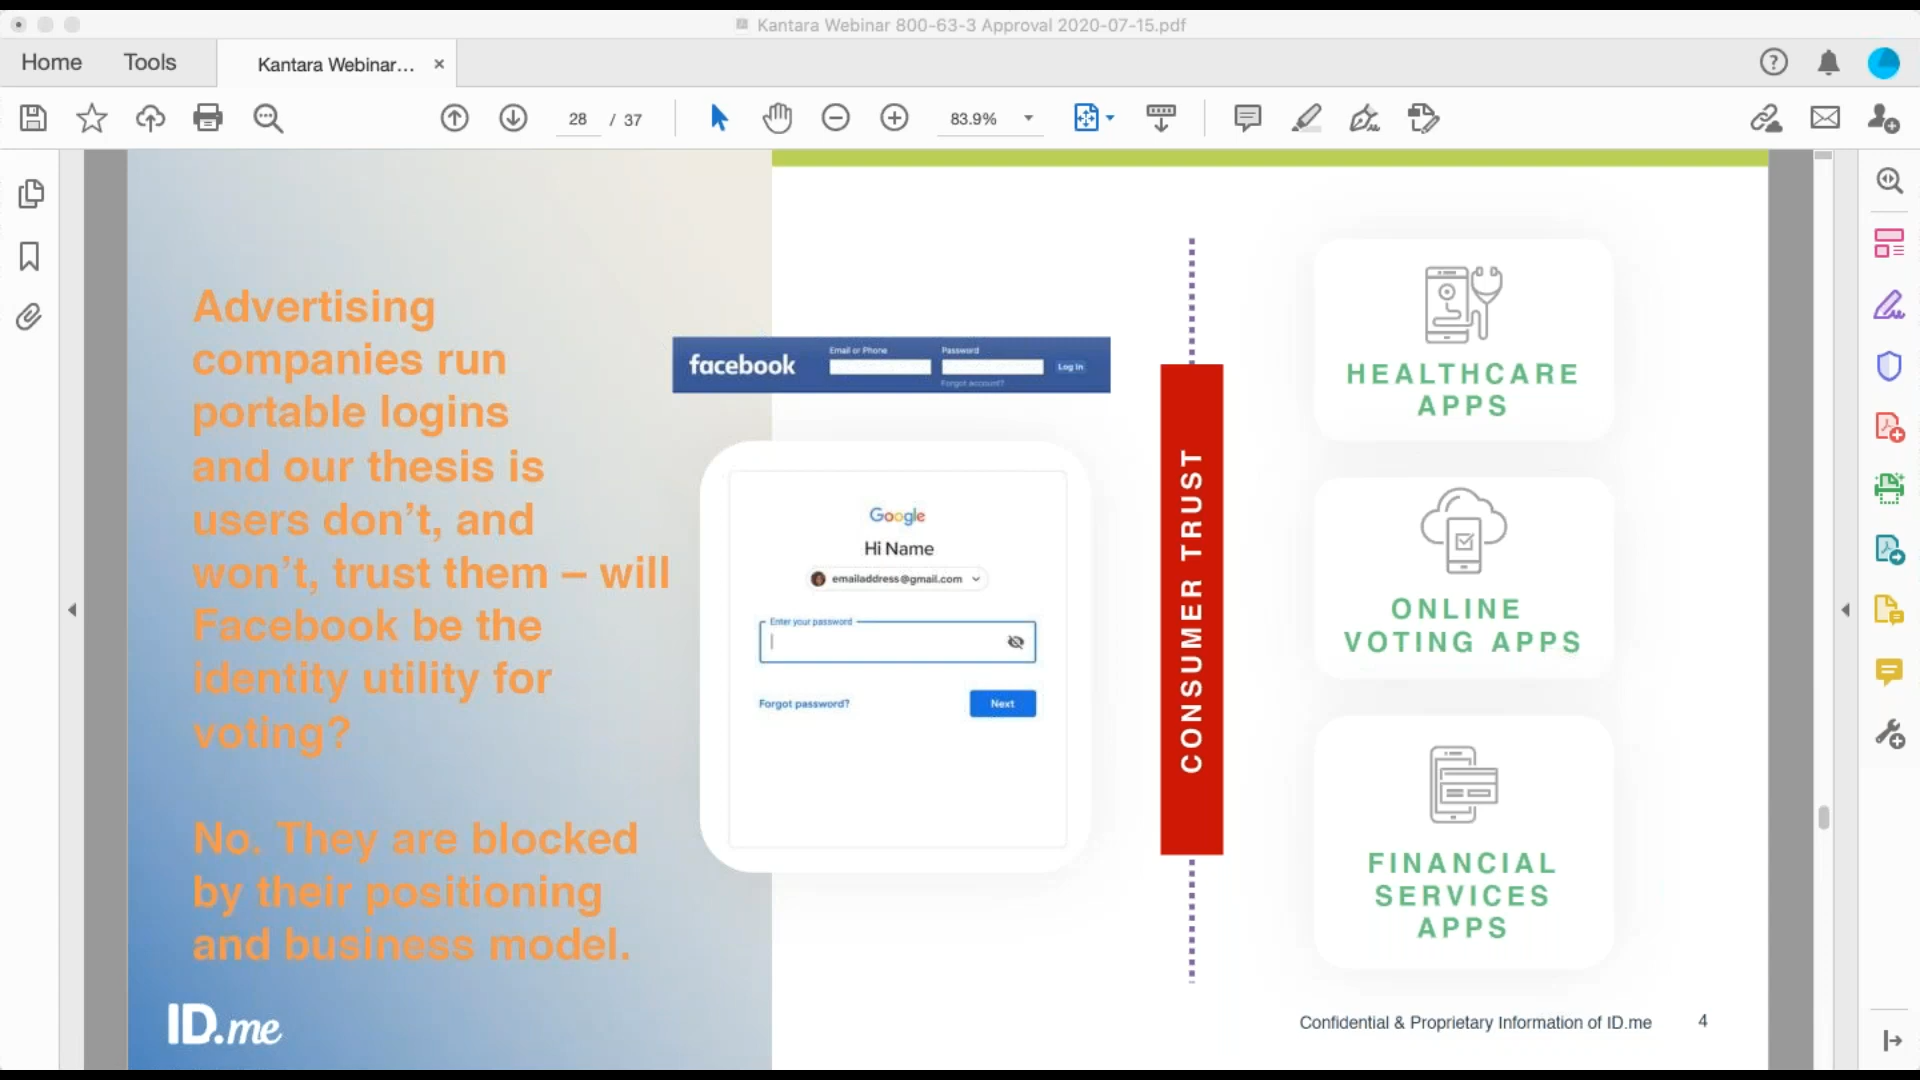 Kantara Webinar 800-63-3 Approval 2020-07-15.pdf
Home
Tools
Kantara Webinar...
28 / 37
83.9%
Advertising
companies run
portable logins
and our thesis is
users don't, and
won't, trust them – will
Facebook be the
identity utility for
voting?
No. They are blocked
by their positioning
and business model.
ID.me
facebook
Email or Phone
Password
Log In
Forgot account?
Google
Hi Name
emailaddress@gmail.com
Enter your password
Forgot password?
Next
CONSUMER TRUST
HEALTHCARE
APPS
ONLINE
VOTING APPS
FINANCIAL
SERVICES
APPS
Confidential & Proprietary Information of ID.me
4